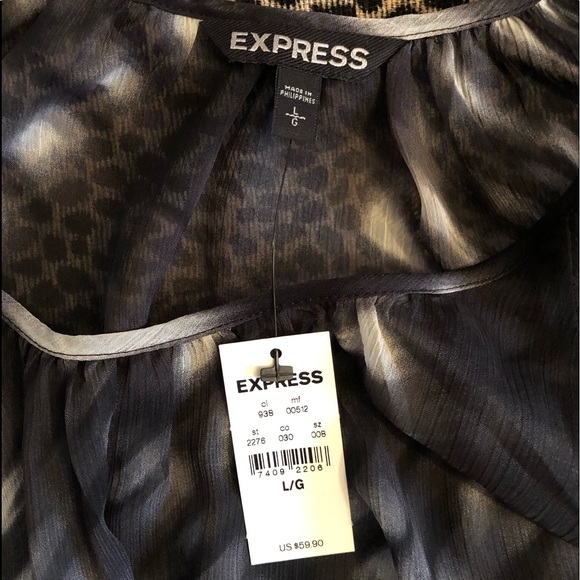 EXPRESS
MADE IN
PHILIPPINES
L
G
EXPRESS
cl mf
938 00512
st co sz
2276 030 008
7409 2206
L/G
US $59.90